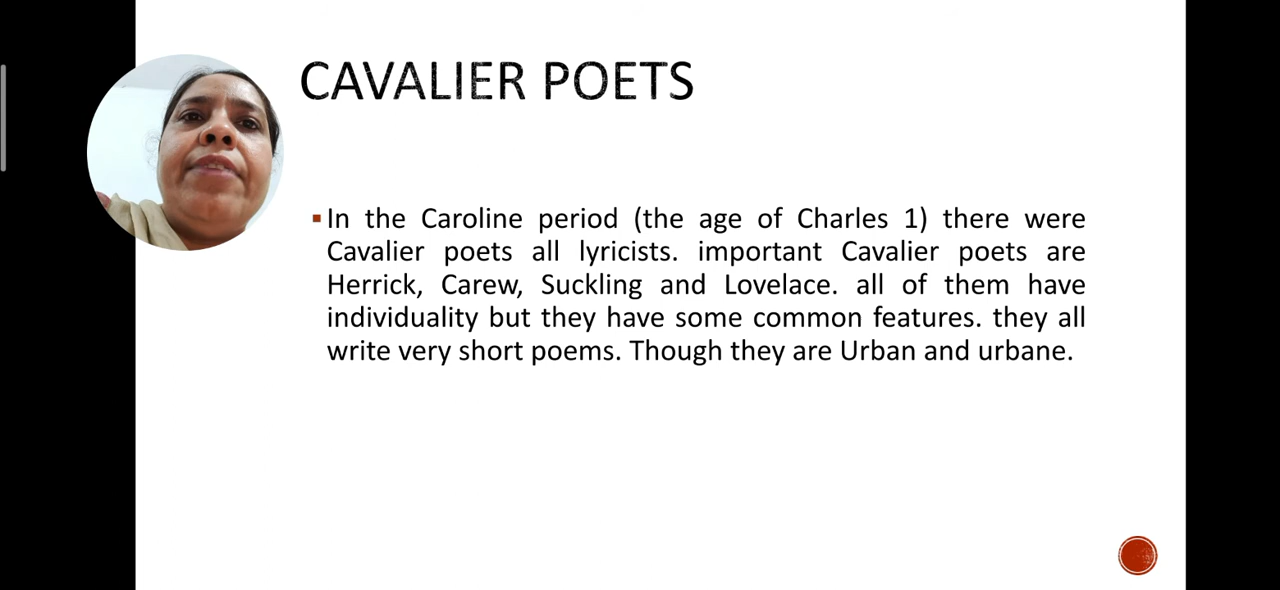 CAVALIER POETS
In the Caroline period (the age of Charles 1) there were
Cavalier poets all lyricists. important Cavalier poets are
Herrick, Carew, Suckling and Lovelace. all of them have
individuality but they have some common features. they all
write very short poems. Though they are Urban and urbane.